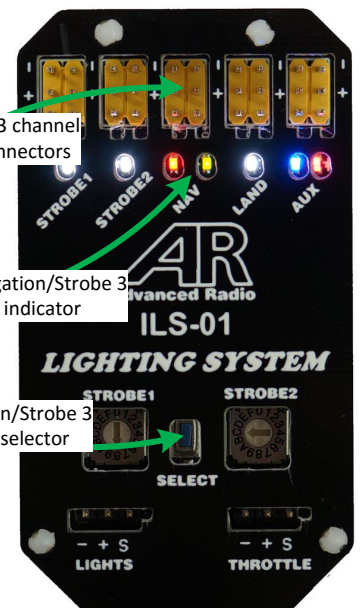 - - - -
+ + + + +
3 channel
nnectors
STROBE1 STROBE2 NAV LAND AUX
gation/Strobe 3
indicator
AR
dvanced Radio
ILS-01
LIGHTING SYSTEM
STROBE1 STROBE2
n/Strobe 3
selector
SELECT
- + S - + S
LIGHTS THROTTLE